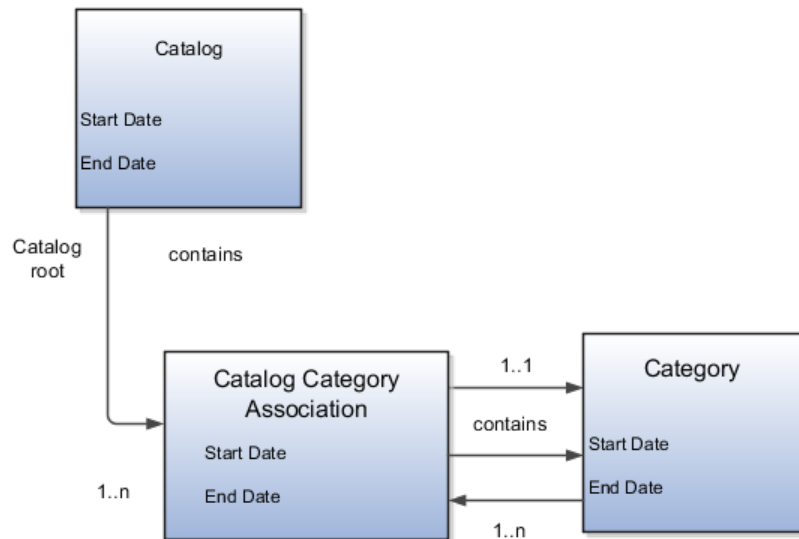 Catalog
Start Date
End Date
Catalog
root
contains
Catalog Category
Association
Start Date
End Date
1..n
1..1
contains
1..n
Category
Start Date
End Date